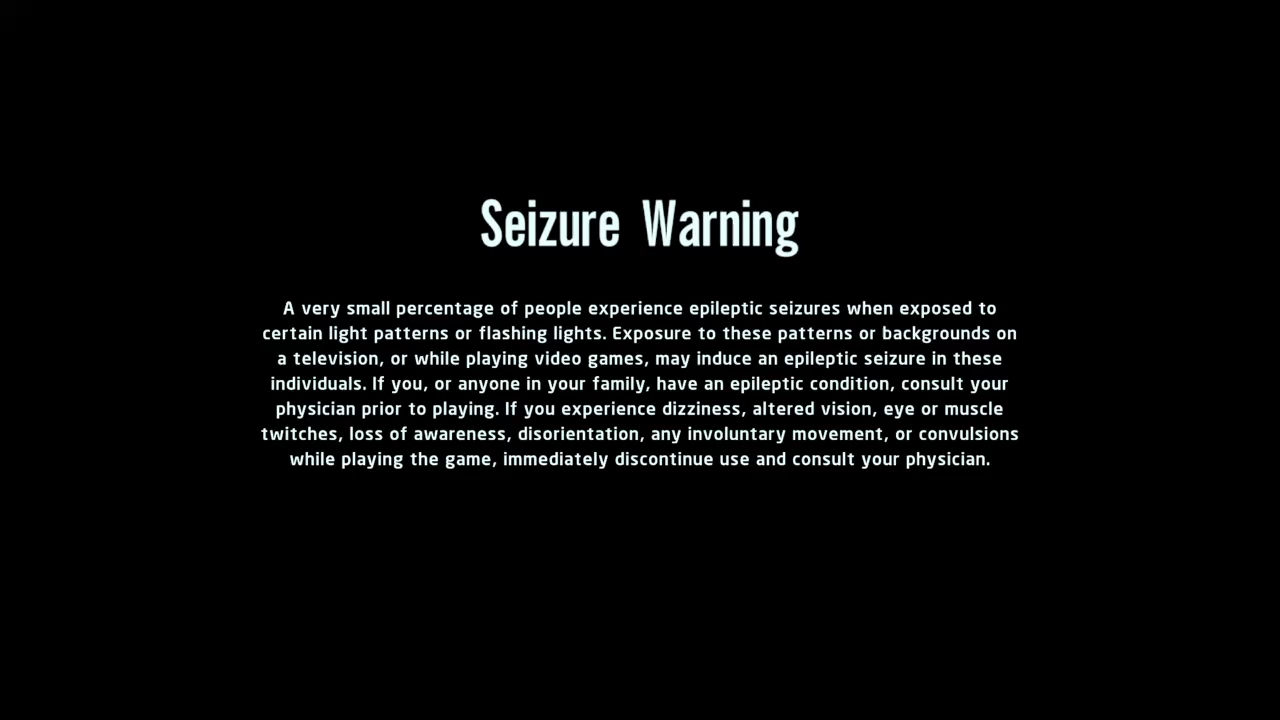 Seizure Warning
A very small percentage of people experience epileptic seizures when exposed to
certain light patterns or flashing lights. Exposure to these patterns or backgrounds on
a television, or while playing video games, may induce an epileptic seizure in these
individuals. If you, or anyone in your family, have an epileptic condition, consult your
physician prior to playing. If you experience dizziness, altered vision, eye or muscle
twitches, loss of awareness, disorientation, any involuntary movement, or convulsions
while playing the game, immediately discontinue use and consult your physician.